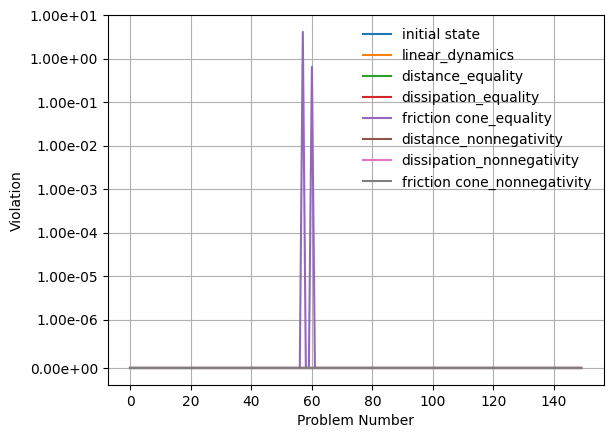 1.00e+01
1.00e+00
1.00e-01
1.00e-02
1.00e-03
1.00e-04
1.00e-05
1.00e-06
0.00e+00
Violation
initial state
linear_dynamics
distance_equality
dissipation_equality
friction cone_equality
distance_nonnegativity
dissipation_nonnegativity
friction cone_nonnegativity
0 20 40 60 80 100 120 140
Problem Number